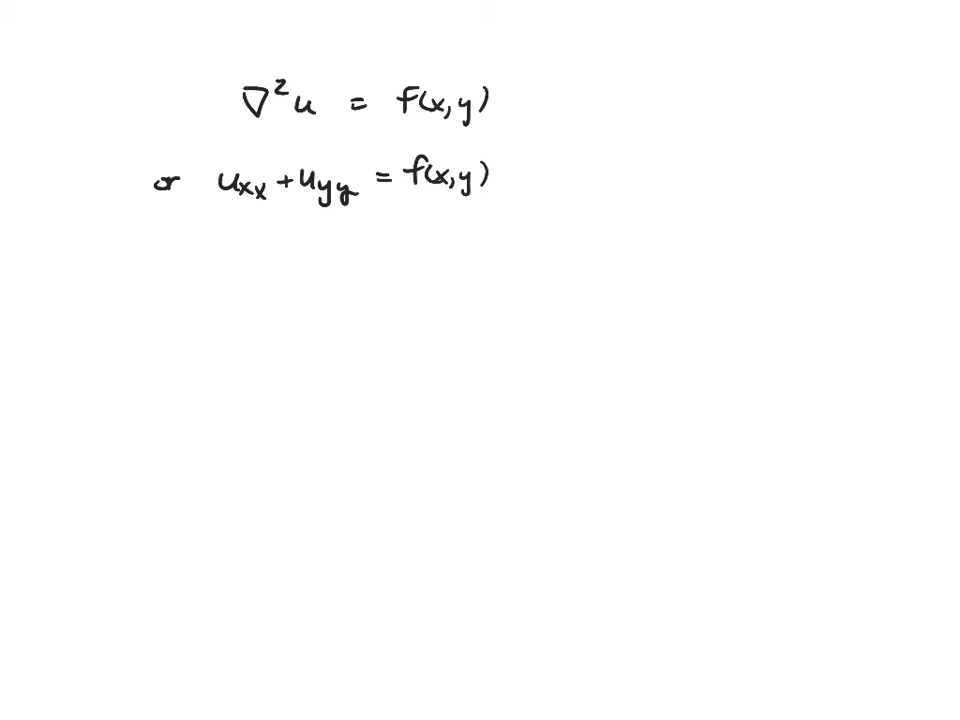 ∇²u = f(x,y)
or u_xx + u_yy = f(x,y)